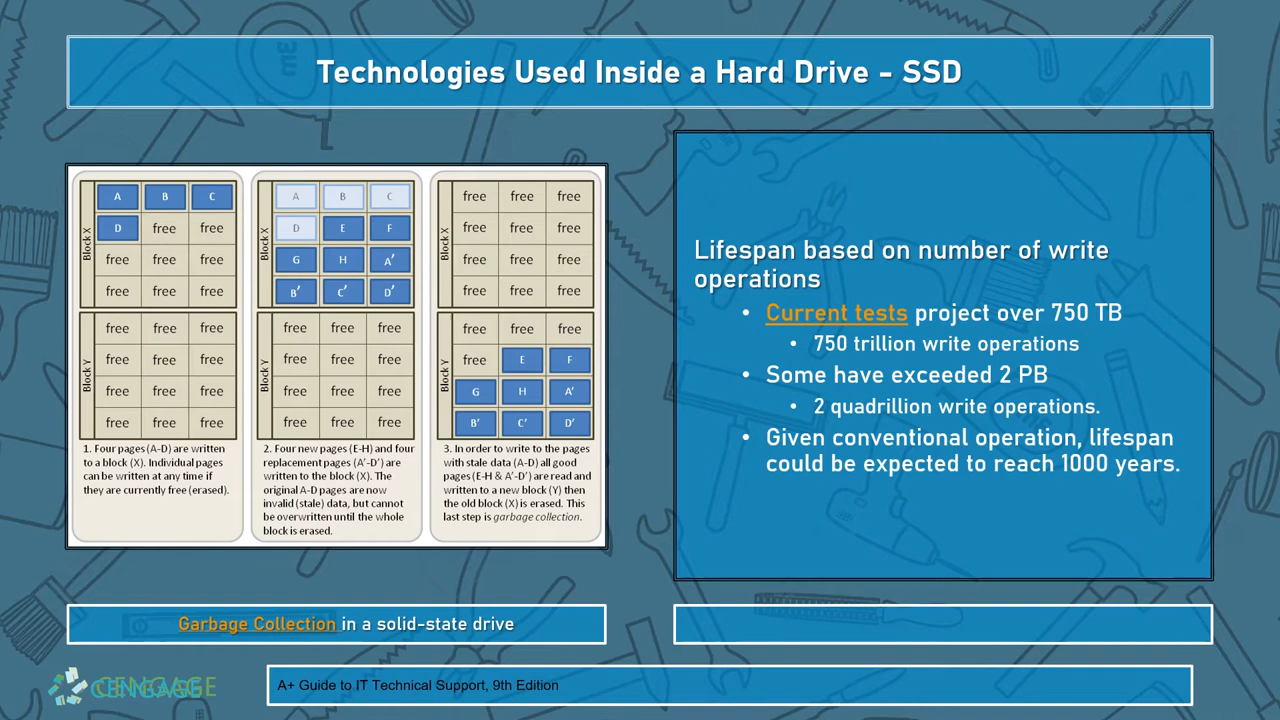 Technologies Used Inside a Hard Drive - SSD
Block X
A B C
D free free
free free free
free free free
Block Y
free free free
free free free
free free free
free free free
1. Four pages (A-D) are written
to a block (X). Individual pages
can be written at any time if
they are currently free (erased).
Block X
A B C
D E F
G H A′
B′ C′ D′
Block Y
free free free
free free free
free free free
free free free
2. Four new pages (E-H) and four
replacement pages (A′-D′) are
written to the block (X). The
original A-D pages are now
invalid (stale) data, but cannot
be overwritten until the whole
block is erased.
Block X
free free free
free free free
free free free
free free free
Block Y
free free free
free E F
G H A′
B′ C′ D′
3. In order to write to the pages
with stale data (A-D) all good
pages (E-H & A′-D′) are read and
written to a new block (Y) then
the old block (X) is erased. This
last step is garbage collection.
Garbage Collection in a solid-state drive
Lifespan based on number of write
operations
• Current tests project over 750 TB
• 750 trillion write operations
• Some have exceeded 2 PB
• 2 quadrillion write operations.
• Given conventional operation, lifespan
could be expected to reach 1000 years.
CENGAGE
A+ Guide to IT Technical Support, 9th Edition